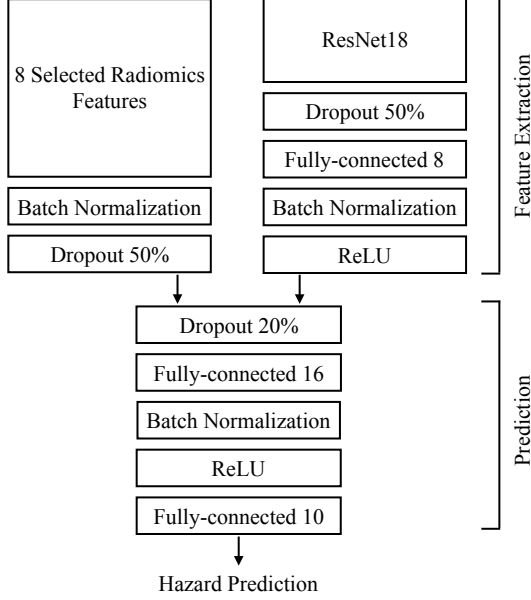 8 Selected Radiomics
Features
Batch Normalization
Dropout 50%
ResNet18
Dropout 50%
Fully-connected 8
Batch Normalization
ReLU
Feature Extraction
Dropout 20%
Fully-connected 16
Batch Normalization
ReLU
Fully-connected 10
Prediction
Hazard Prediction